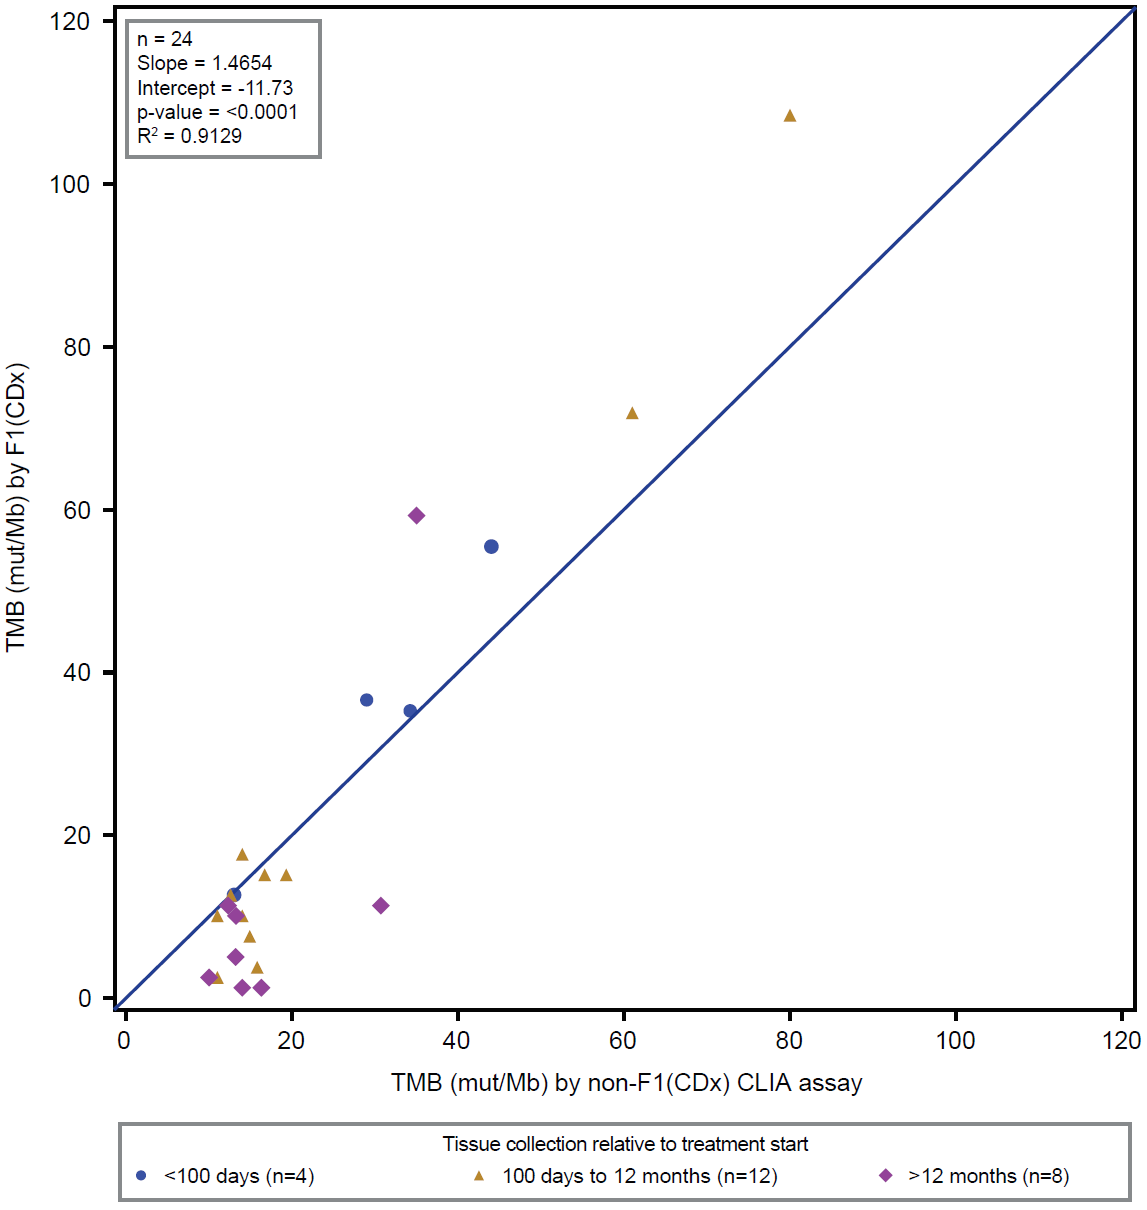 n = 24
Slope = 1.4654
Intercept = -11.73
p-value = <0.0001
R² = 0.9129
TMB (mut/Mb) by F1(CDx)
120
100
80
60
40
20
0
0 20 40 60 80 100 120
TMB (mut/Mb) by non-F1(CDx) CLIA assay
Tissue collection relative to treatment start
<100 days (n=4) 100 days to 12 months (n=12) >12 months (n=8)